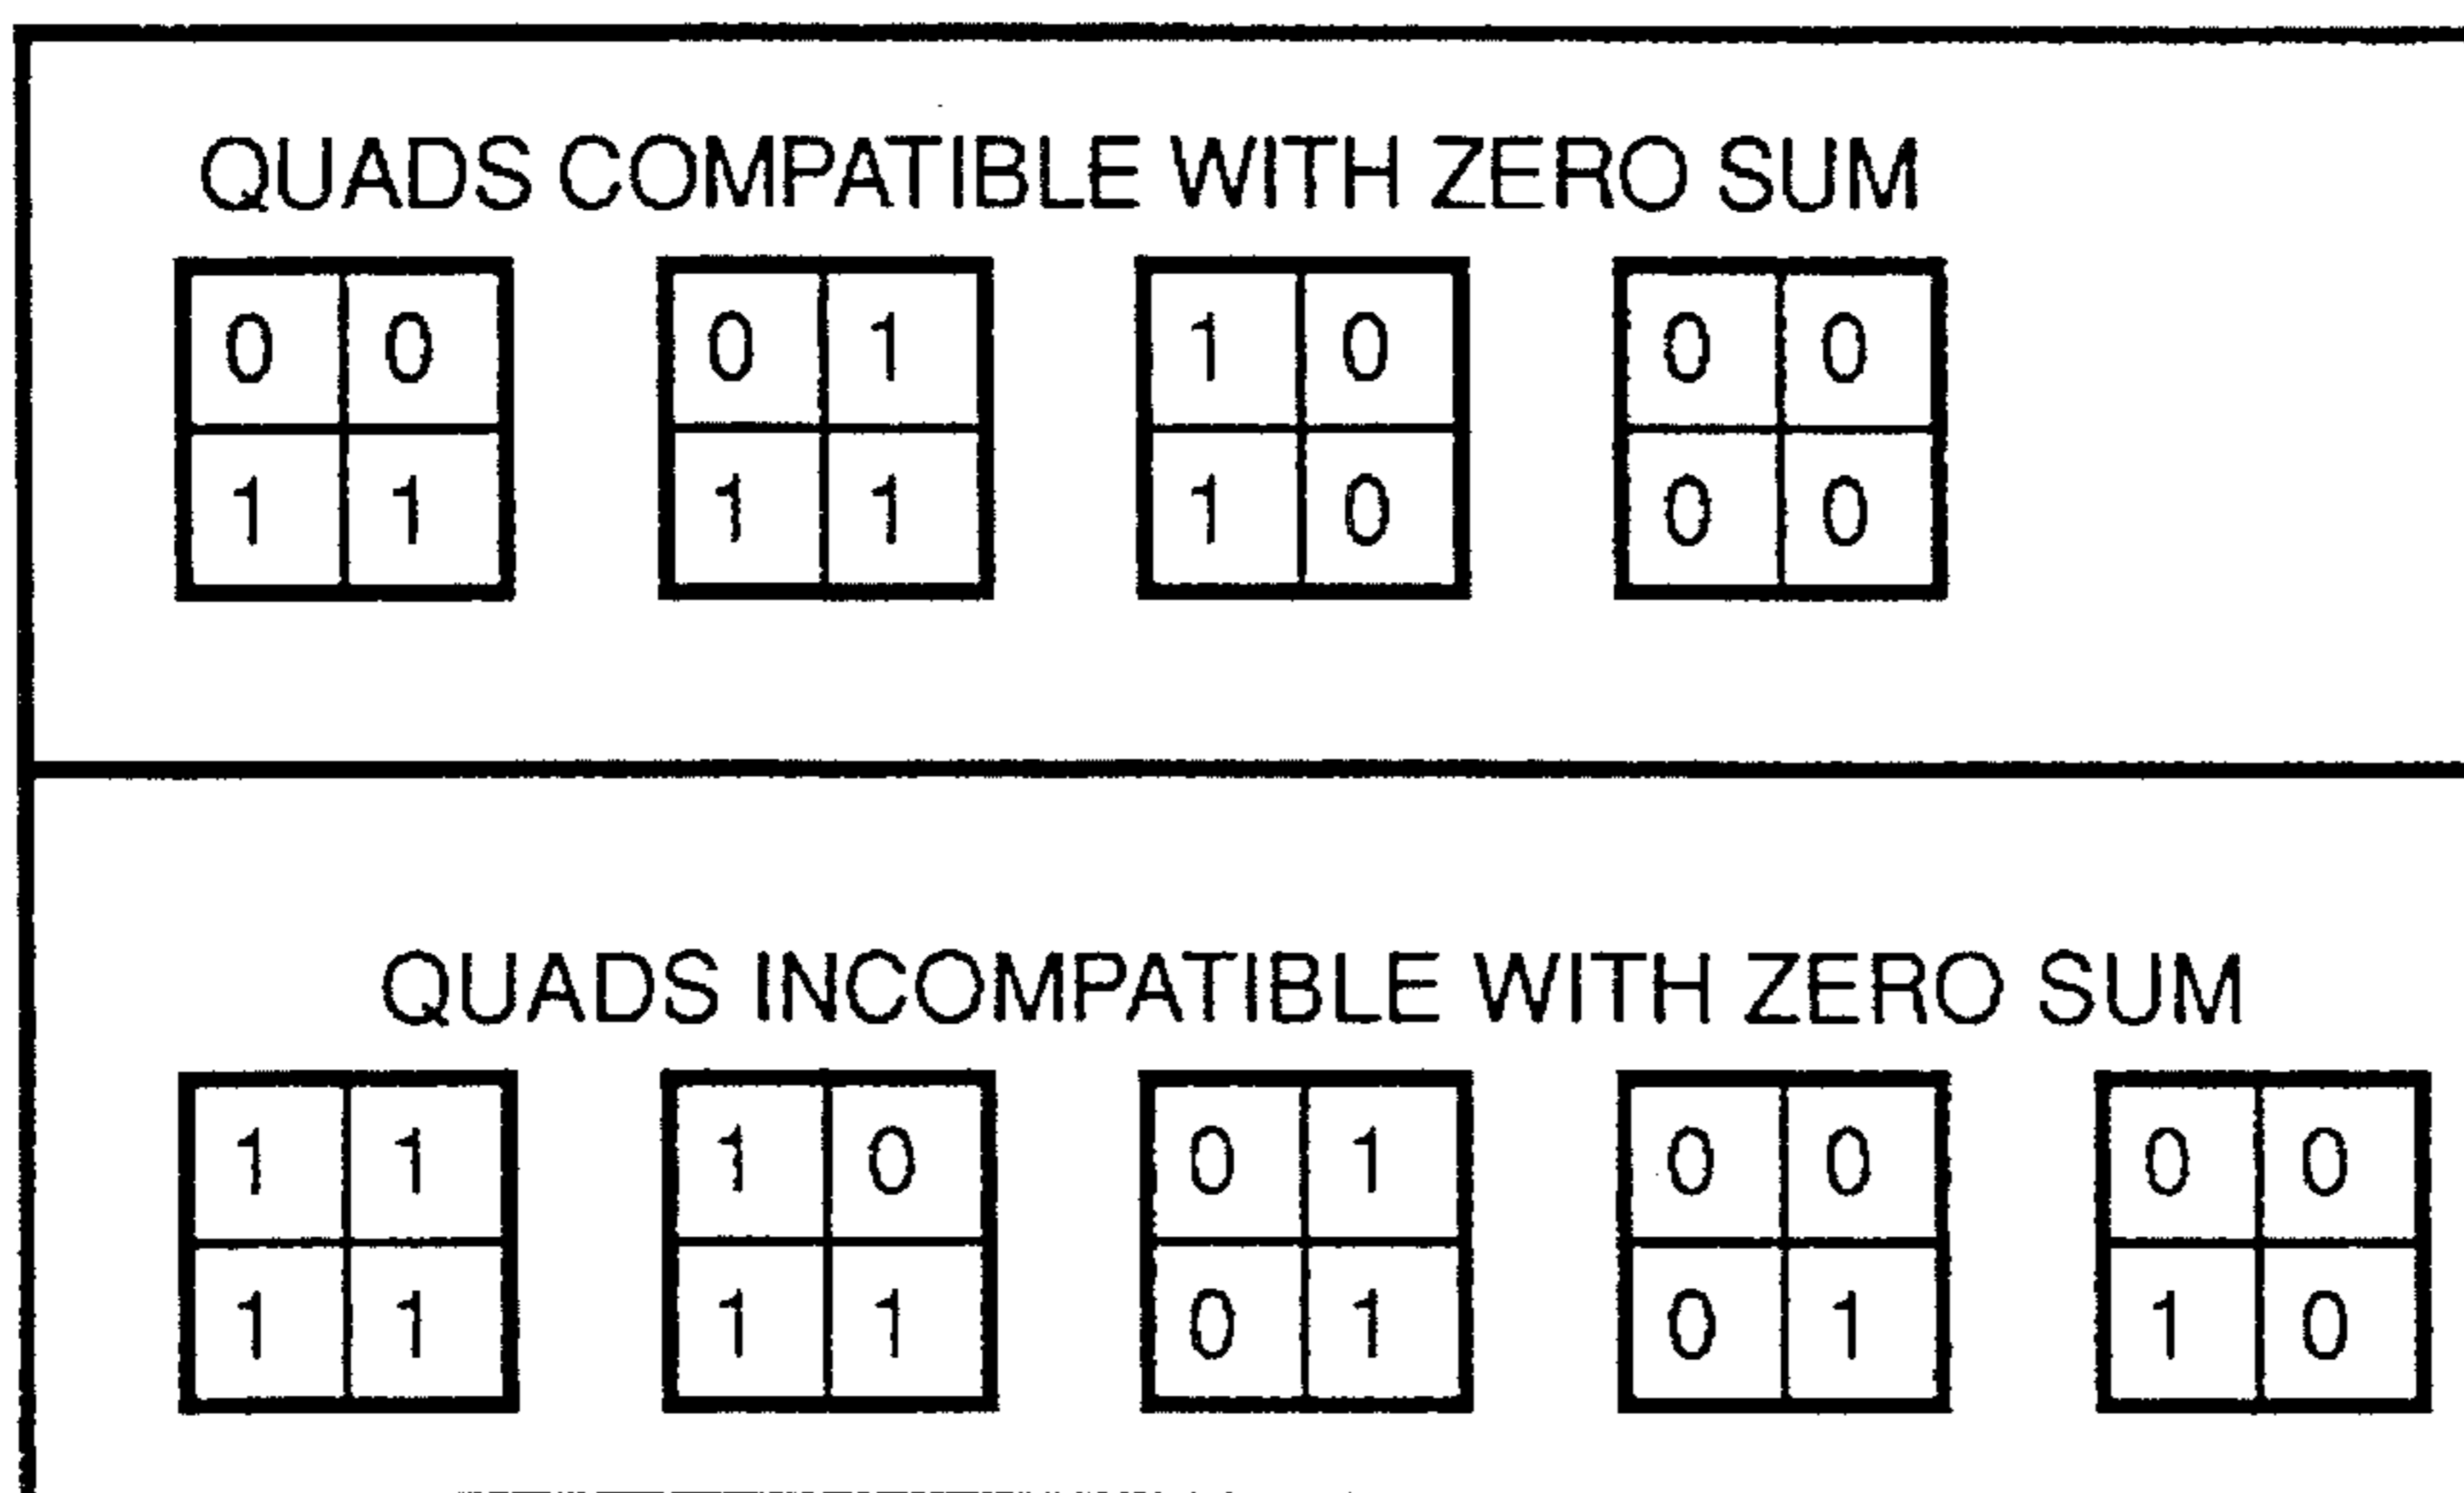 QUADS COMPATIBLE WITH ZERO SUM
0 0 0 1 1 0 0 0
1 1 1 1 1 0 0 0
QUADS INCOMPATIBLE WITH ZERO SUM
1 1 1 0 0 1 0 0 0 0
1 1 1 1 0 1 0 1 1 0